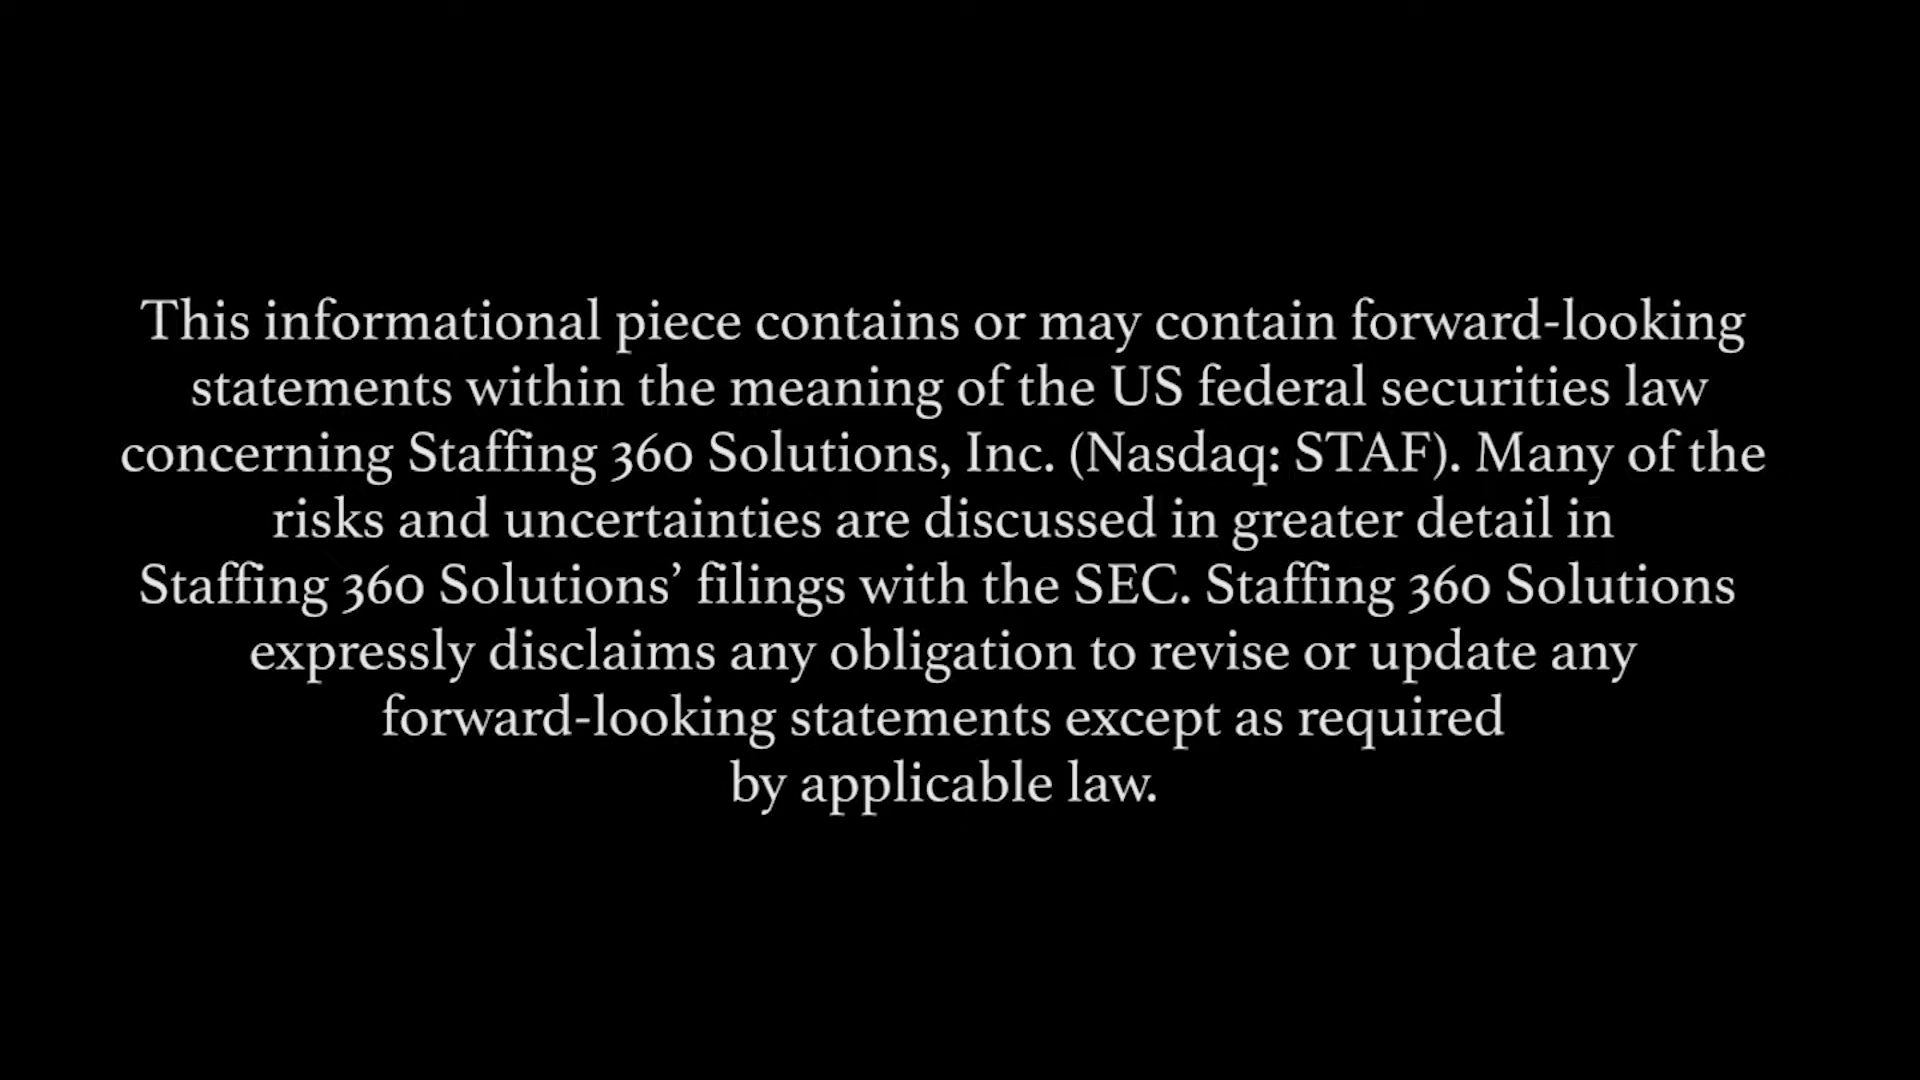 This informational piece contains or may contain forward-looking
statements within the meaning of the US federal securities law
concerning Staffing 360 Solutions, Inc. (Nasdaq: STAF). Many of the
risks and uncertainties are discussed in greater detail in
Staffing 360 Solutions’ filings with the SEC. Staffing 360 Solutions
expressly disclaims any obligation to revise or update any
forward-looking statements except as required
by applicable law.